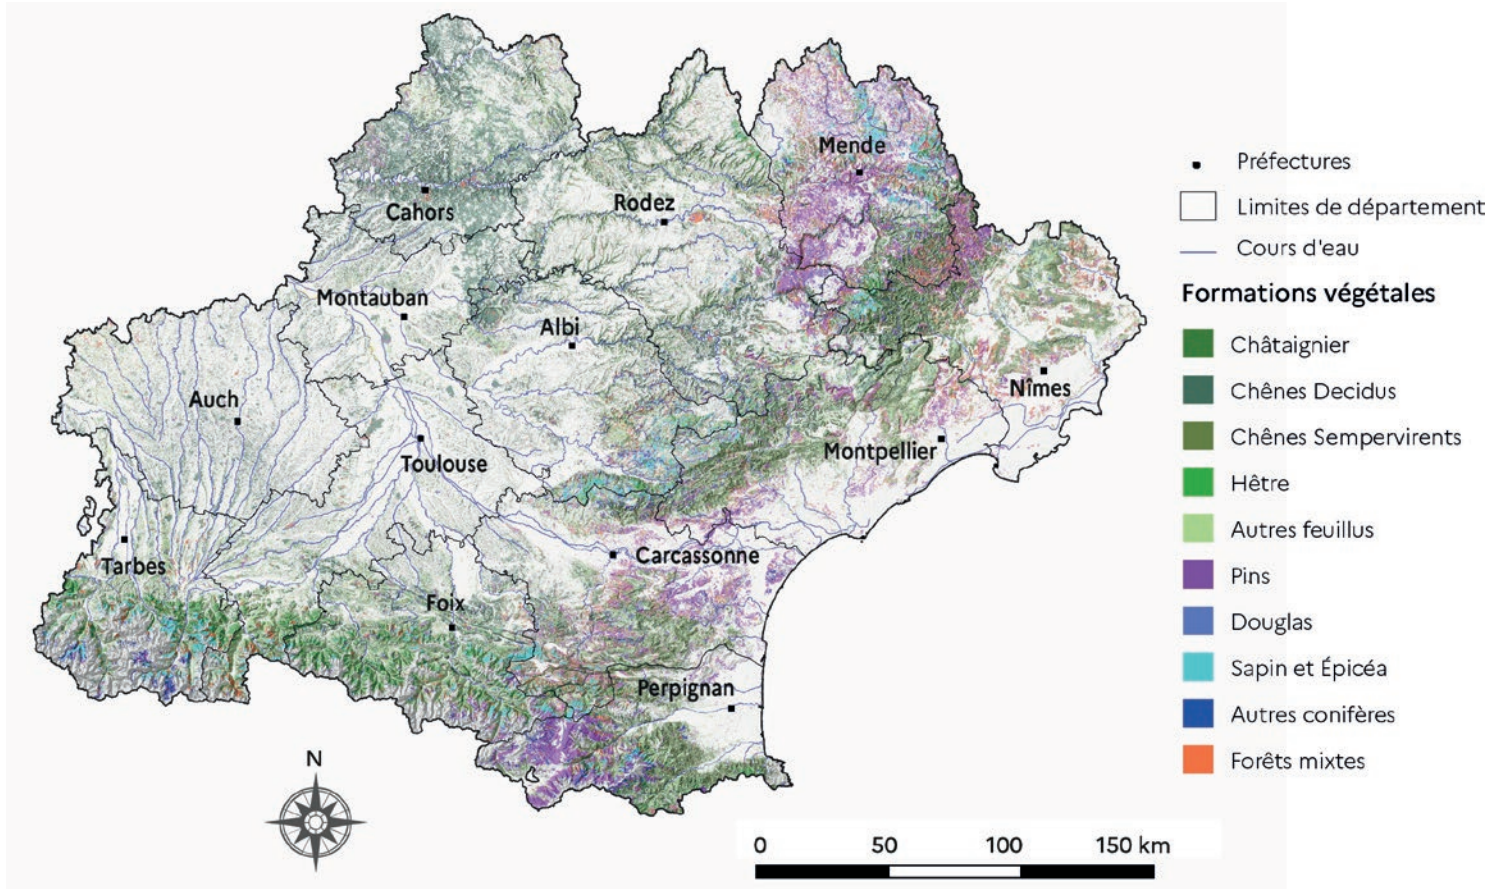 Mende
Cahors
Rodez
Montauban
Albi
Auch
Nîmes
Toulouse
Montpellier
Tarbes
Carcassonne
Foix
Perpignan
N
0 50 100 150 km
Préfectures
Limites de département
Cours d'eau
Formations végétales
Châtaignier
Chênes Decidus
Chênes Sempervirents
Hêtre
Autres feuillus
Pins
Douglas
Sapin et Épicéa
Autres conifères
Forêts mixtes